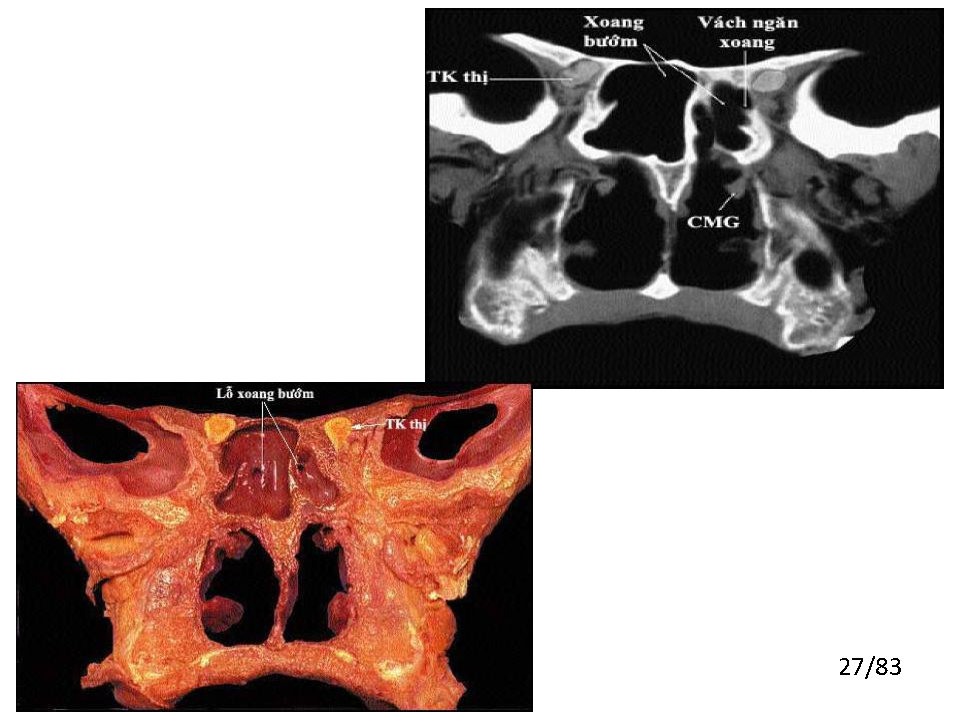 Xoang
bướm
Vách ngăn
xoang
TK thị
CMG
Lỗ xoang bướm
TK thị
27/83